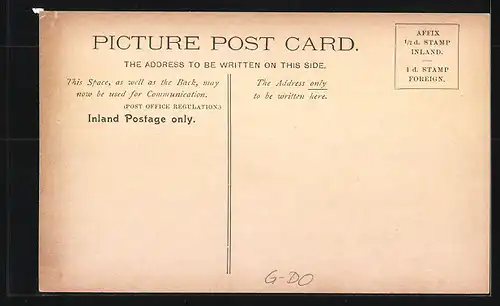 PICTURE POST CARD.
THE ADDRESS TO BE WRITTEN ON THIS SIDE.
This Space, as well as the Back, may
now be used for Communication.
(POST OFFICE REGULATION.)
Inland Postage only.
The Address only
to be written here.
AFFIX
½ d. STAMP
INLAND.
1 d. STAMP
FOREIGN.
G-DO